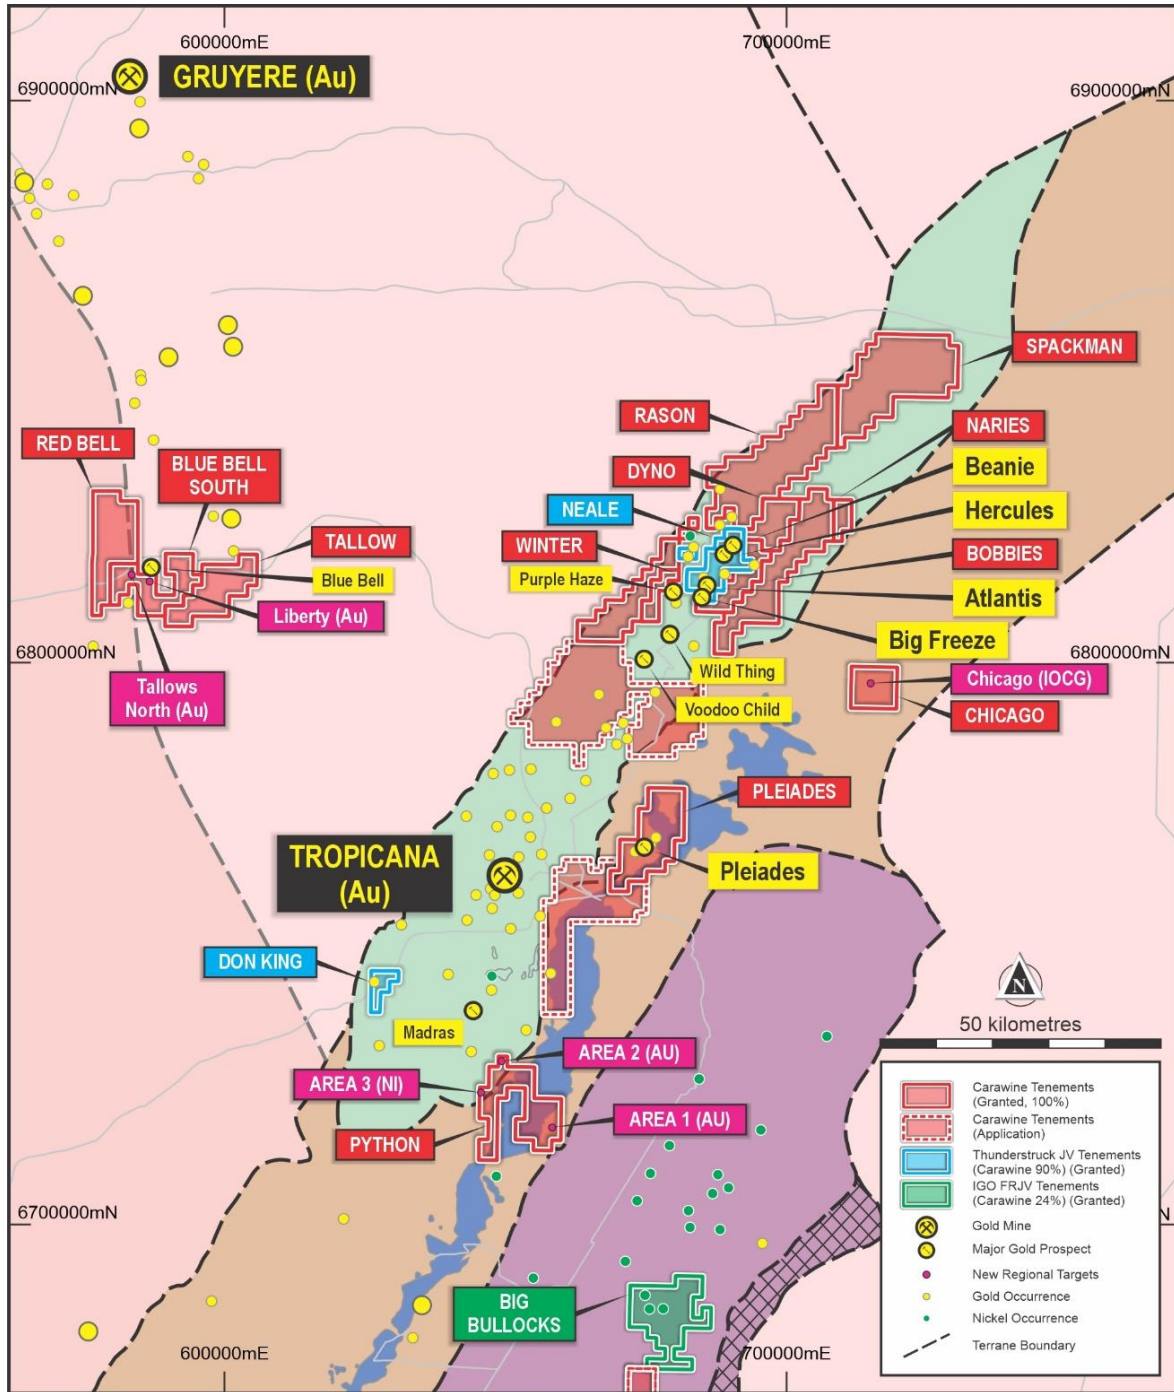 600000mE
700000mE
GRUYERE (Au)
6900000mN
6900000mN
SPACKMAN
RASON
NARIES
RED BELL
BLUE BELL
SOUTH
DYNO
Beanie
NEALE
Hercules
TALLOW
WINTER
BOBBIES
Blue Bell
Purple Haze
Atlantis
Liberty (Au)
Big Freeze
6800000mN
6800000mN
Wild Thing
Chicago (IOCG)
Tallows
North (Au)
Voodoo Child
CHICAGO
PLEIADES
TROPICANA
(Au)
Pleiades
DON KING
N
50 kilometres
Madras
AREA 2 (AU)
AREA 3 (NI)
AREA 1 (AU)
PYTHON
6700000mN
N
BIG
BULLOCKS
600000mE
700000mE
Carawine Tenements
(Granted, 100%)
Carawine Tenements
(Application)
Thunderstruck JV Tenements
(Carawine 90%) (Granted)
IGO FRJV Tenements
(Carawine 24%) (Granted)
Gold Mine
Major Gold Prospect
New Regional Targets
Gold Occurrence
Nickel Occurrence
Terrane Boundary